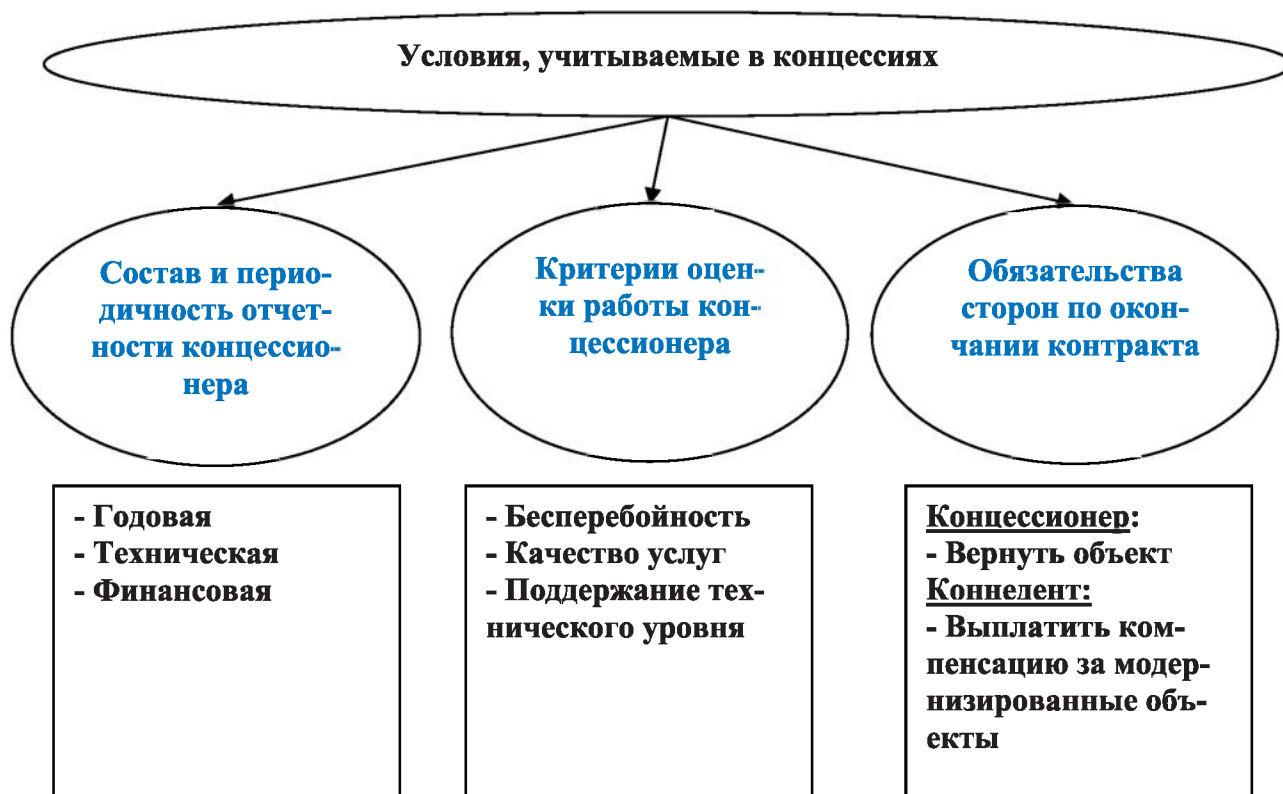 Условия, учитываемые в концессиях
Состав и перио-
дичность отчет-
ности концессио-
нера
Критерии оцен-
ки работы кон-
цессионера
Обязательства
сторон по окон-
чании контракта
- Годовая
- Техническая
- Финансовая
- Бесперебойность
- Качество услуг
- Поддержание тех-
нического уровня
Концессионер:
- Вернуть объект
Коннедент:
- Выплатить ком-
пенсацию за модер-
низированные объ-
екты